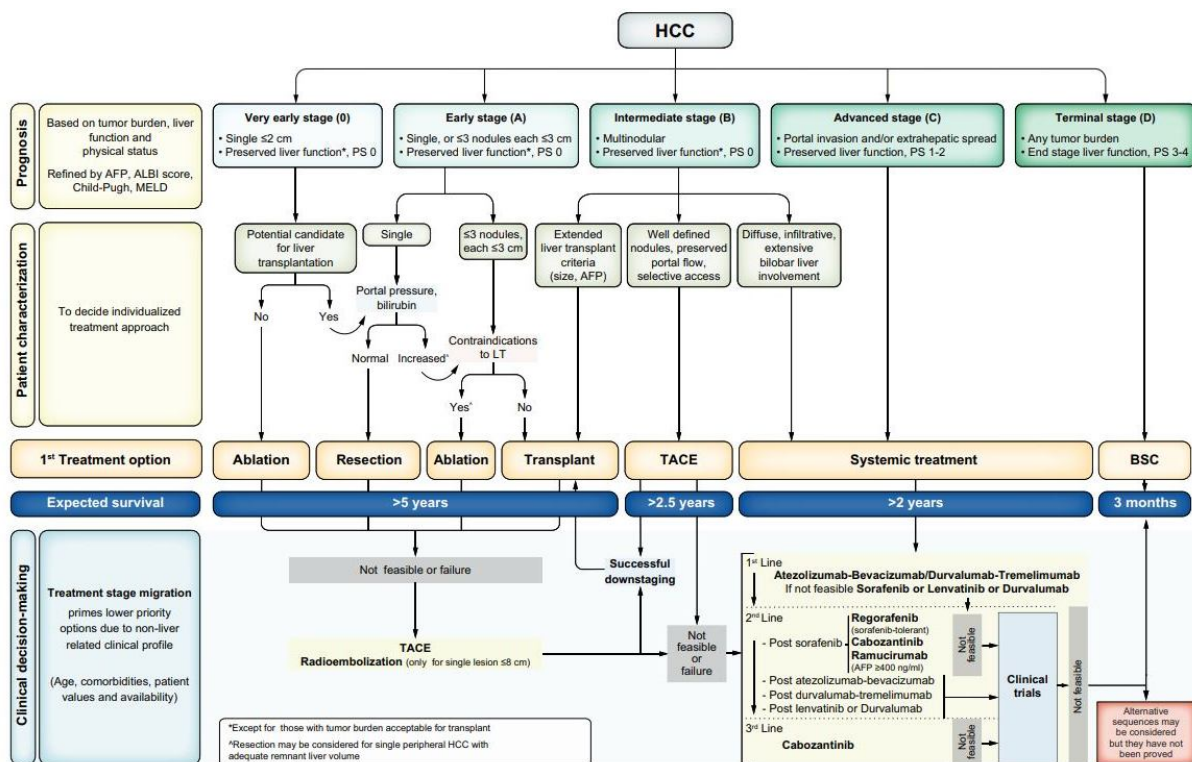 HCC
Prognosis
Based on tumor burden, liver
function and
physical status
Refined by AFP, ALBI score,
Child-Pugh, MELD
Very early stage (0)
• Single ≤2 cm
• Preserved liver function*, PS 0
Early stage (A)
• Single, or ≤3 nodules each ≤3 cm
• Preserved liver function*, PS 0
Intermediate stage (B)
• Multinodular
• Preserved liver function*, PS 0
Advanced stage (C)
• Portal invasion and/or extrahepatic spread
• Preserved liver function, PS 1-2
Terminal stage (D)
• Any tumor burden
• End stage liver function, PS 3-4
Patient characterization
To decide individualized
treatment approach
Potential candidate
for liver
transplantation
Single
≤3 nodules,
each ≤3 cm
Extended
liver transplant
criteria
(size, AFP)
Well defined
nodules, preserved
portal flow,
selective access
Diffuse, infiltrative,
extensive
bilobar liver
involvement
Portal pressure,
bilirubin
No
Yes
Contraindications
to LT
Normal
Increased^
Yes^
No
1st Treatment option
Ablation
Resection
Ablation
Transplant
TACE
Systemic treatment
BSC
Expected survival
>5 years
>2.5 years
>2 years
3 months
Clinical decision-making
Treatment stage migration
primes lower priority
options due to non-liver
related clinical profile
(Age, comorbidities, patient
values and availability)
Not feasible or failure
Successful
downstaging
TACE
Radioembolization (only for single lesion ≤8 cm)
Not
feasible
or
failure
1st Line
Atezolizumab-Bevacizumab/Durvalumab-Tremelimumab
If not feasible Sorafenib or Lenvatinib or Durvalumab
2nd Line
- Post sorafenib
Regorafenib
(sorafenib-tolerant)
Cabozantinib
Ramucirumab
(AFP ≥400 ng/ml)
- Post atezolizumab-bevacizumab
- Post durvalumab-tremelimumab
- Post lenvatinib or Durvalumab
Not
feasible
Clinical
trials
Not feasible
3rd Line
Cabozantinib
Not
feasible
Alternative
sequences may
be considered
but they have not
been proved
*Except for those with tumor burden acceptable for transplant
^Resection may be considered for single peripheral HCC with
adequate remnant liver volume